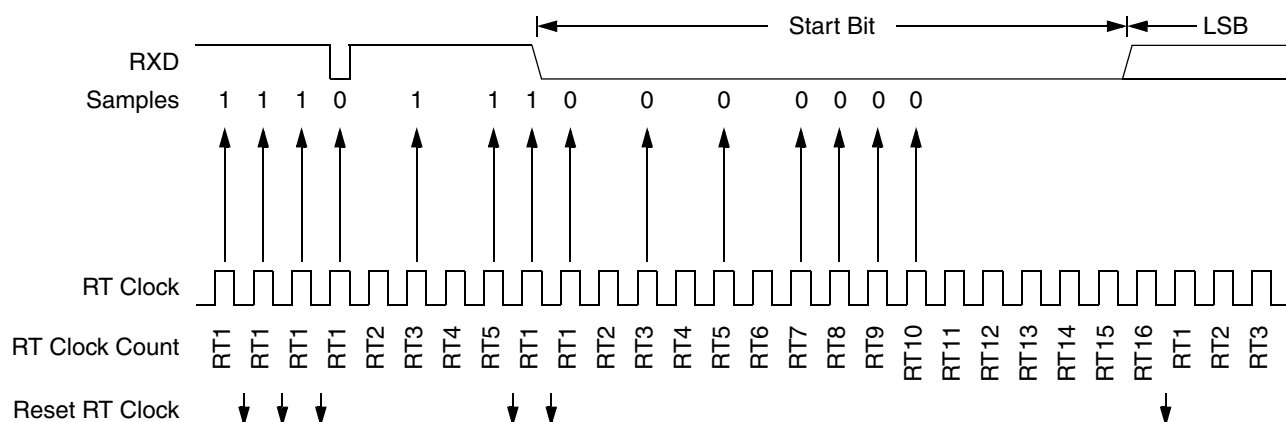 Start Bit LSB
RXD
Samples 1 1 1 0 1 1 1 0 0 0 0 0 0 0
RT Clock
RT Clock Count RT1 RT1 RT1 RT1 RT2 RT3 RT4 RT5 RT1 RT1 RT2 RT3 RT4 RT5 RT6 RT7 RT8 RT9 RT10 RT11 RT12 RT13 RT14 RT15 RT16 RT1 RT2 RT3
Reset RT Clock